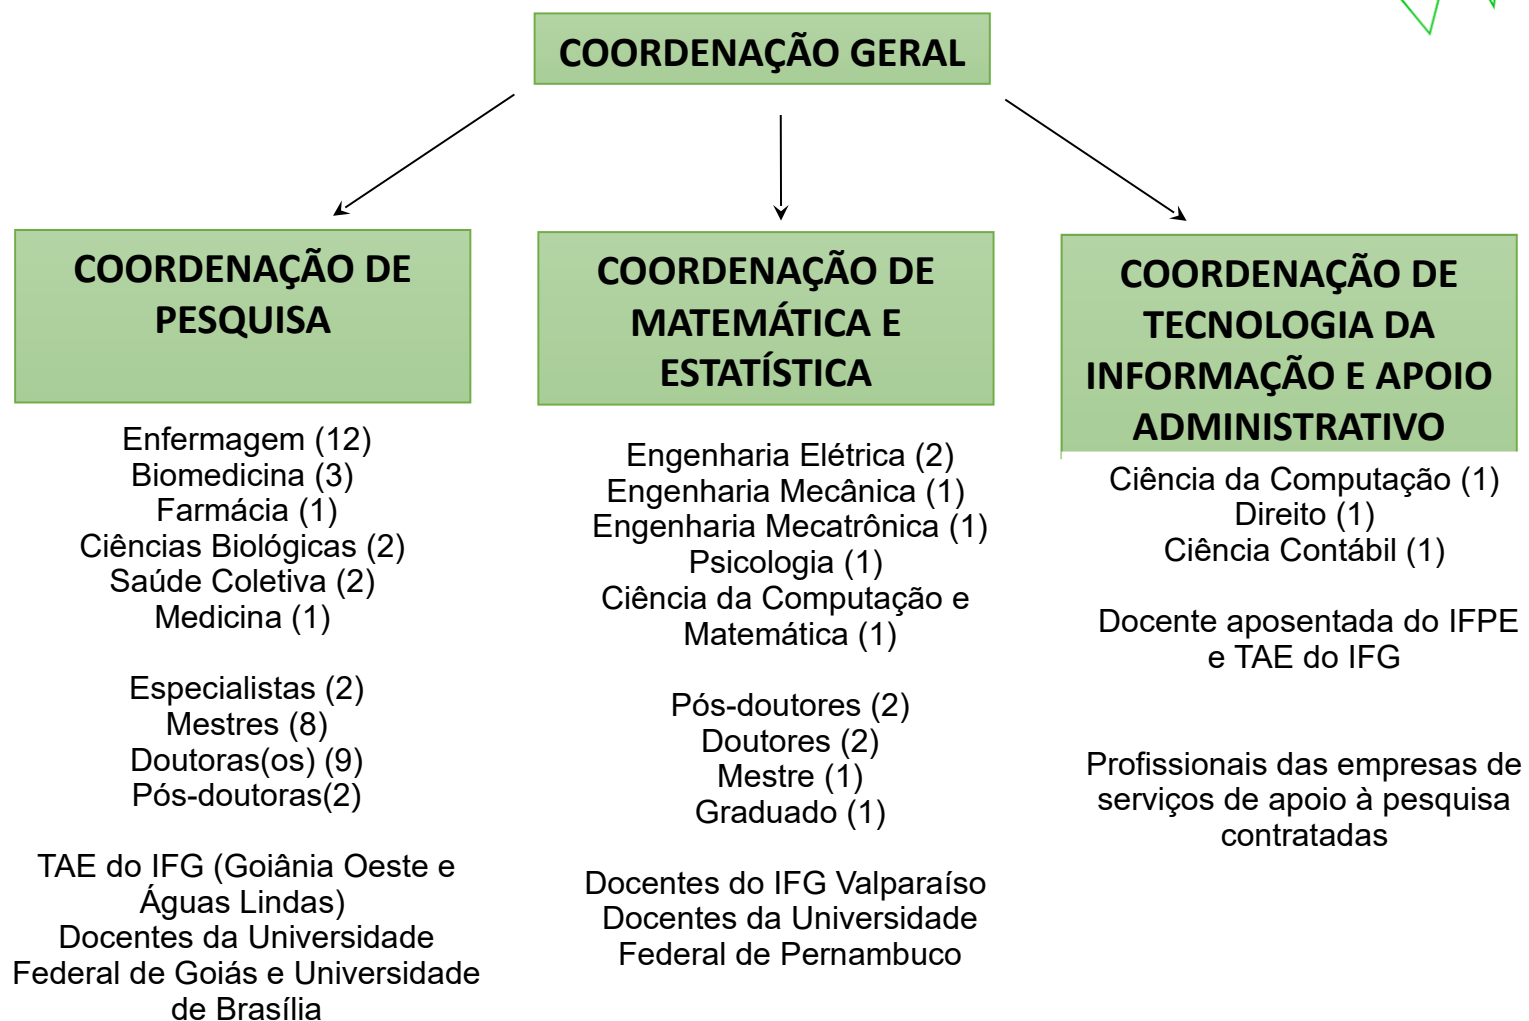 COORDENAÇÃO GERAL
COORDENAÇÃO DE
PESQUISA
Enfermagem (12)
Biomedicina (3)
Farmácia (1)
Ciências Biológicas (2)
Saúde Coletiva (2)
Medicina (1)
Especialistas (2)
Mestres (8)
Doutoras(os) (9)
Pós-doutoras(2)
TAE do IFG (Goiânia Oeste e
Águas Lindas)
Docentes da Universidade
Federal de Goiás e Universidade
de Brasília
COORDENAÇÃO DE
MATEMÁTICA E
ESTATÍSTICA
Engenharia Elétrica (2)
Engenharia Mecânica (1)
Engenharia Mecatrônica (1)
Psicologia (1)
Ciência da Computação e
Matemática (1)
Pós-doutores (2)
Doutores (2)
Mestre (1)
Graduado (1)
Docentes do IFG Valparaíso
Docentes da Universidade
Federal de Pernambuco
COORDENAÇÃO DE
TECNOLOGIA DA
INFORMAÇÃO E APOIO
ADMINISTRATIVO
Ciência da Computação (1)
Direito (1)
Ciência Contábil (1)
Docente aposentada do IFPE
e TAE do IFG
Profissionais das empresas de
serviços de apoio à pesquisa
contratadas